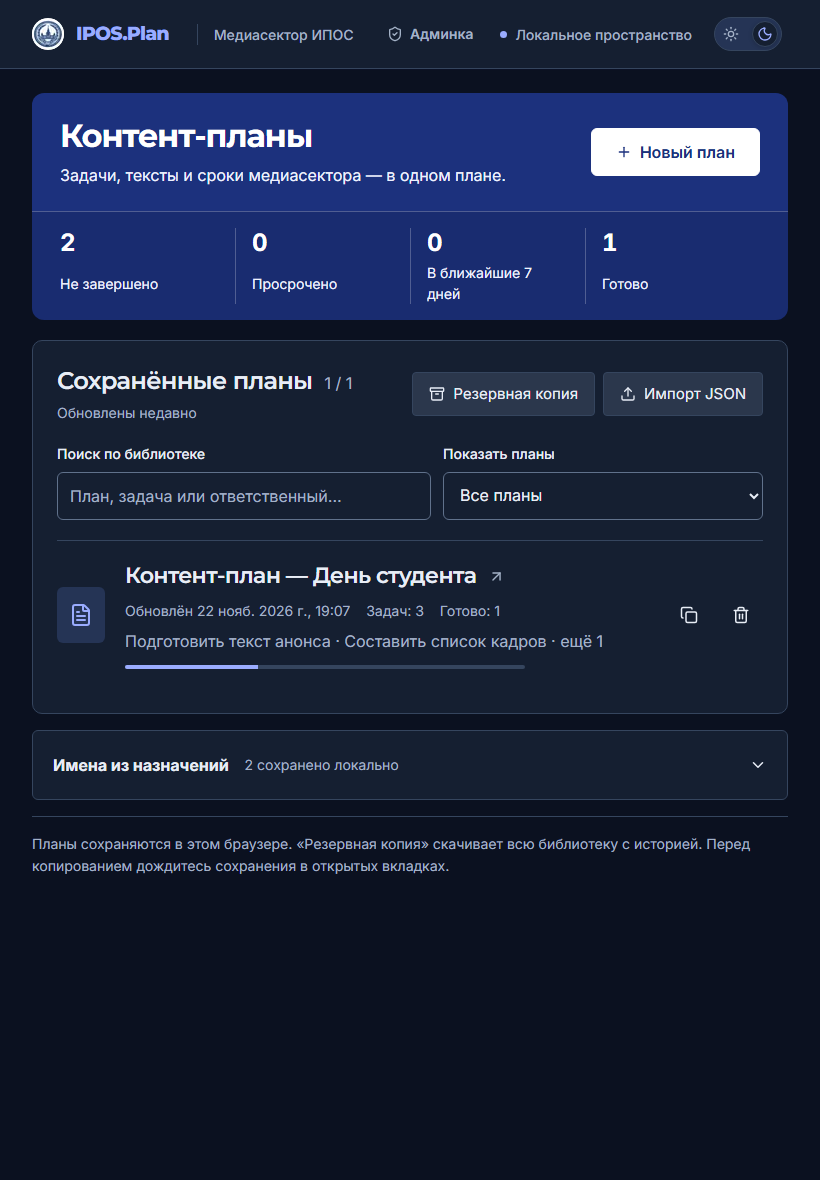 IPOS.Plan
Медиасектор ИПОС
Админка
Локальное пространство
Контент-планы
Задачи, тексты и сроки медиасектора — в одном плане.
+ Новый план
2
Не завершено
0
Просрочено
0
В ближайшие 7
дней
1
Готово
Сохранённые планы 1 / 1
Обновлены недавно
Резервная копия
Импорт JSON
Поиск по библиотеке
План, задача или ответственный...
Показать планы
Все планы
Контент-план — День студента
Обновлён 22 нояб. 2026 г., 19:07 Задач: 3 Готово: 1
Подготовить текст анонса · Составить список кадров · ещё 1
Имена из назначений 2 сохранено локально
Планы сохраняются в этом браузере. «Резервная копия» скачивает всю библиотеку с историей. Перед
копированием дождитесь сохранения в открытых вкладках.